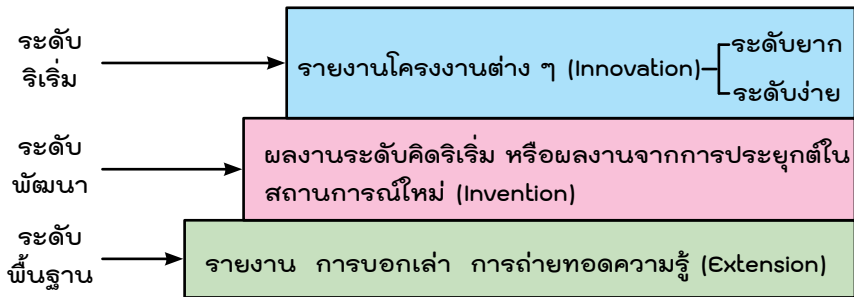 ระดับ
ริเริ่ม
รายงานโครงงานต่าง ๆ (Innovation)
ระดับยาก
ระดับง่าย
ระดับ
พัฒนา
ผลงานระดับคิดริเริ่ม หรือผลงานจากการประยุกต์ใน
สถานการณ์ใหม่ (Invention)
ระดับ
พื้นฐาน
รายงาน การบอกเล่า การถ่ายทอดความรู้ (Extension)